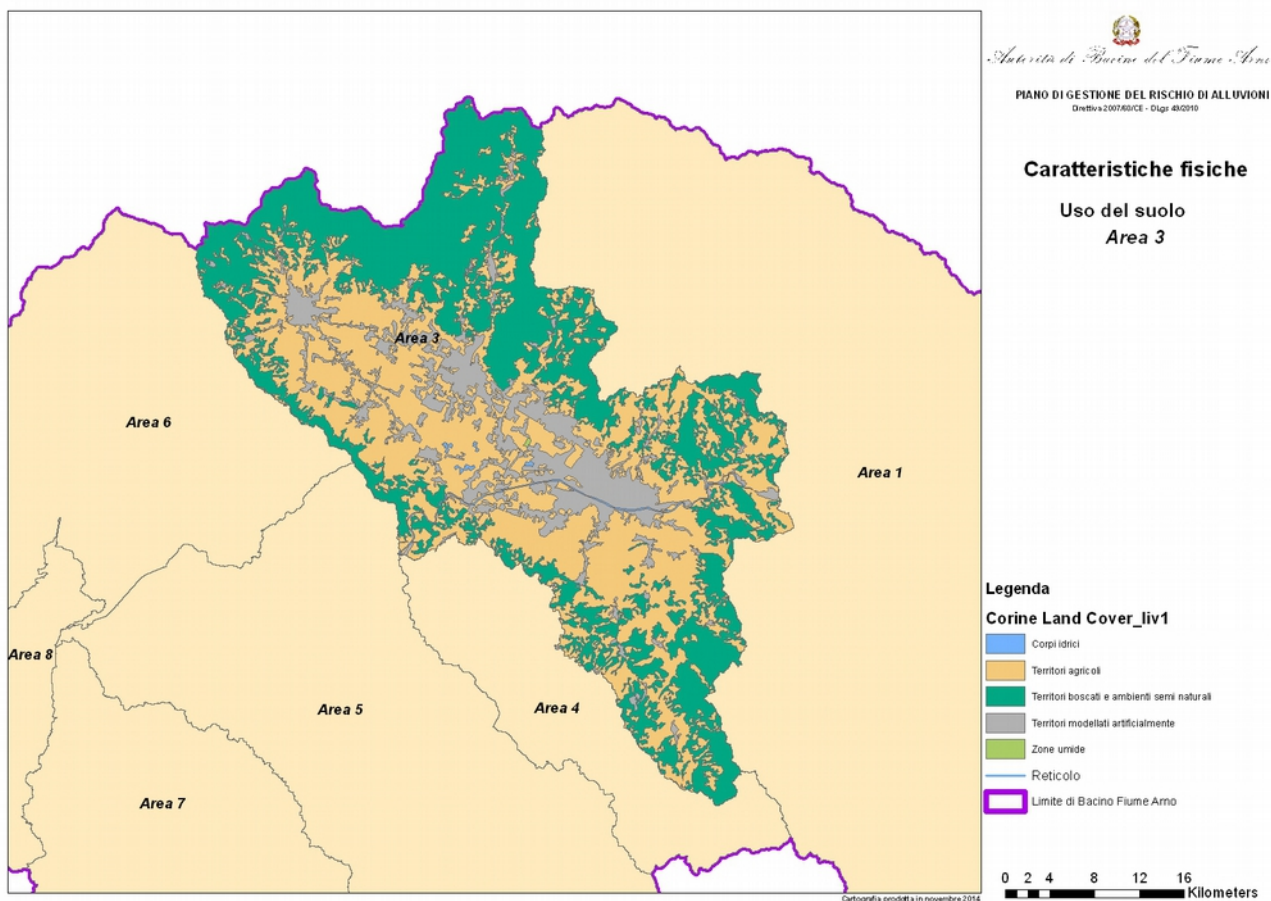 Autorità di Bacino del Fiume Arno
PIANO DI GESTIONE DEL RISCHIO DI ALLUVIONI
Direttiva 2007/60/CE - DLgs 49/2010
Caratteristiche fisiche
Uso del suolo
Area 3
Area 3
Area 6
Area 1
Area 8
Area 5
Area 4
Area 7
Legenda
Corine Land Cover_liv1
Corpi idrici
Territori agricoli
Territori boscati e ambienti semi naturali
Territori modellati artificialmente
Zone umide
Reticolo
Limite di Bacino Fiume Arno
0 2 4 8 12 16
Kilometers
Cartografia prodotta in novembre 2014